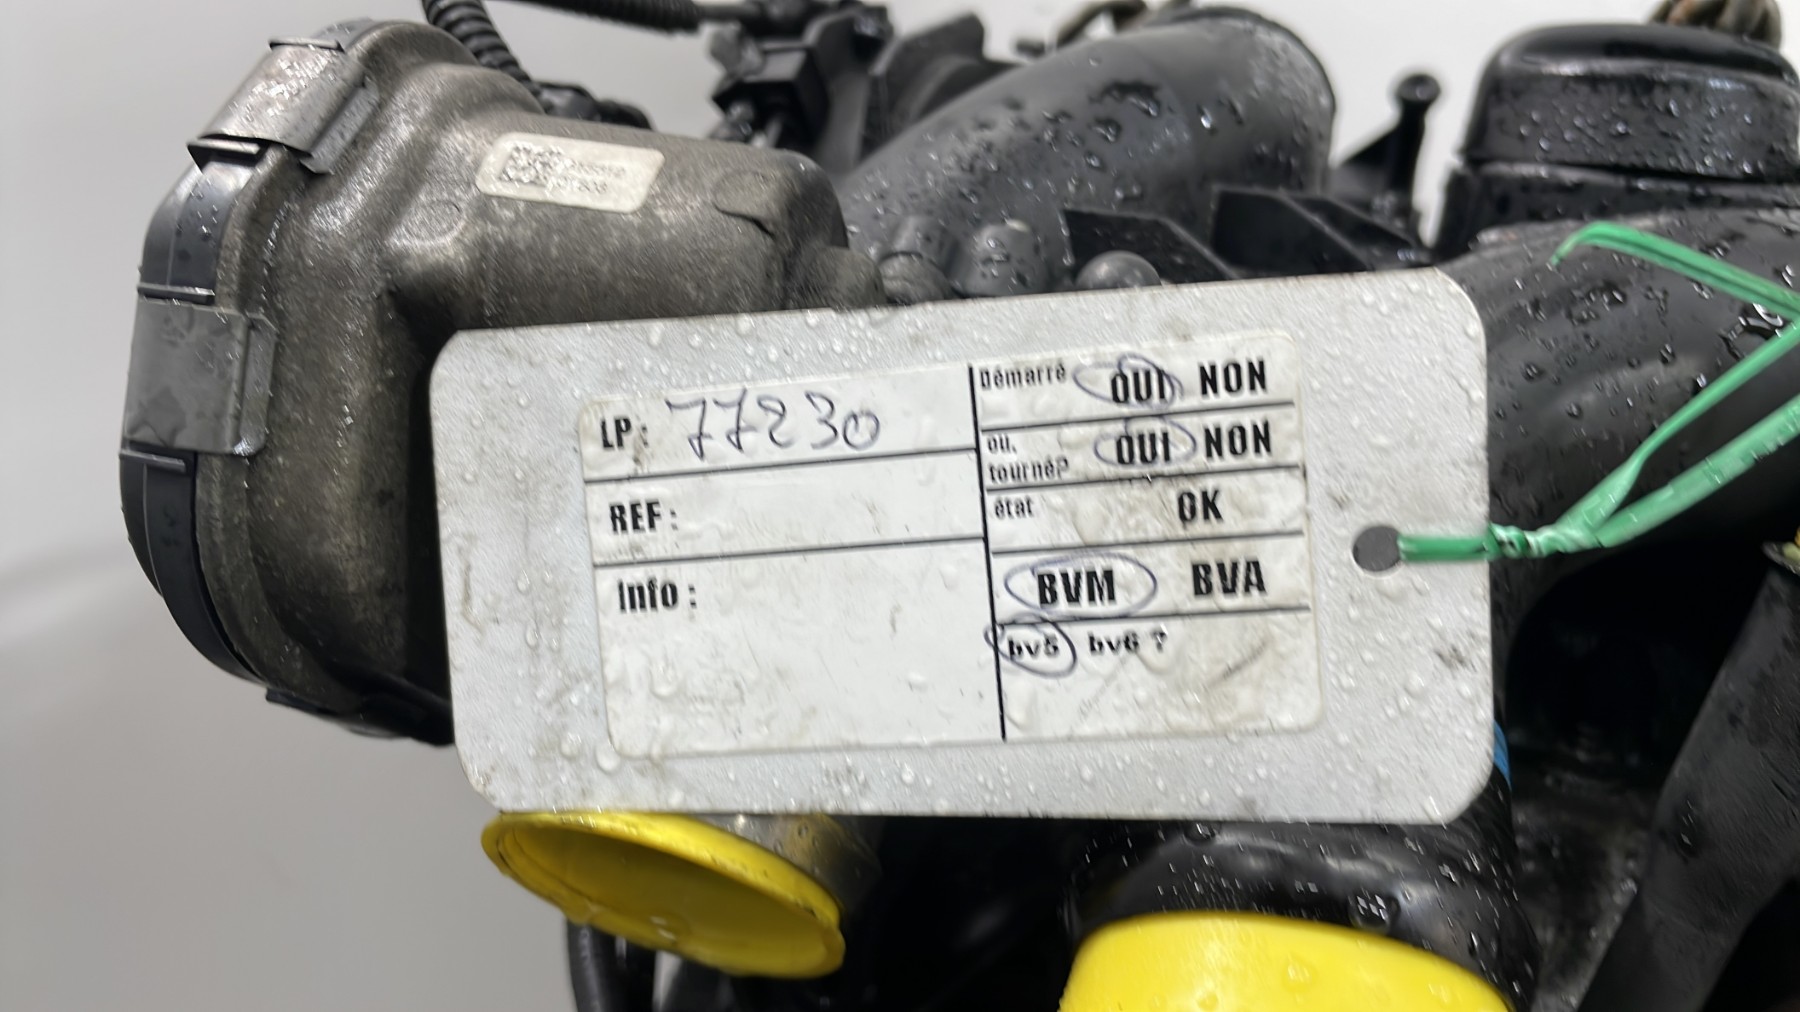 LP: 77230
REF:
Info:
Démarré OUI NON
ou.
tourné? OUI NON
état OK
BVM BVA
bv5 bv6 ?